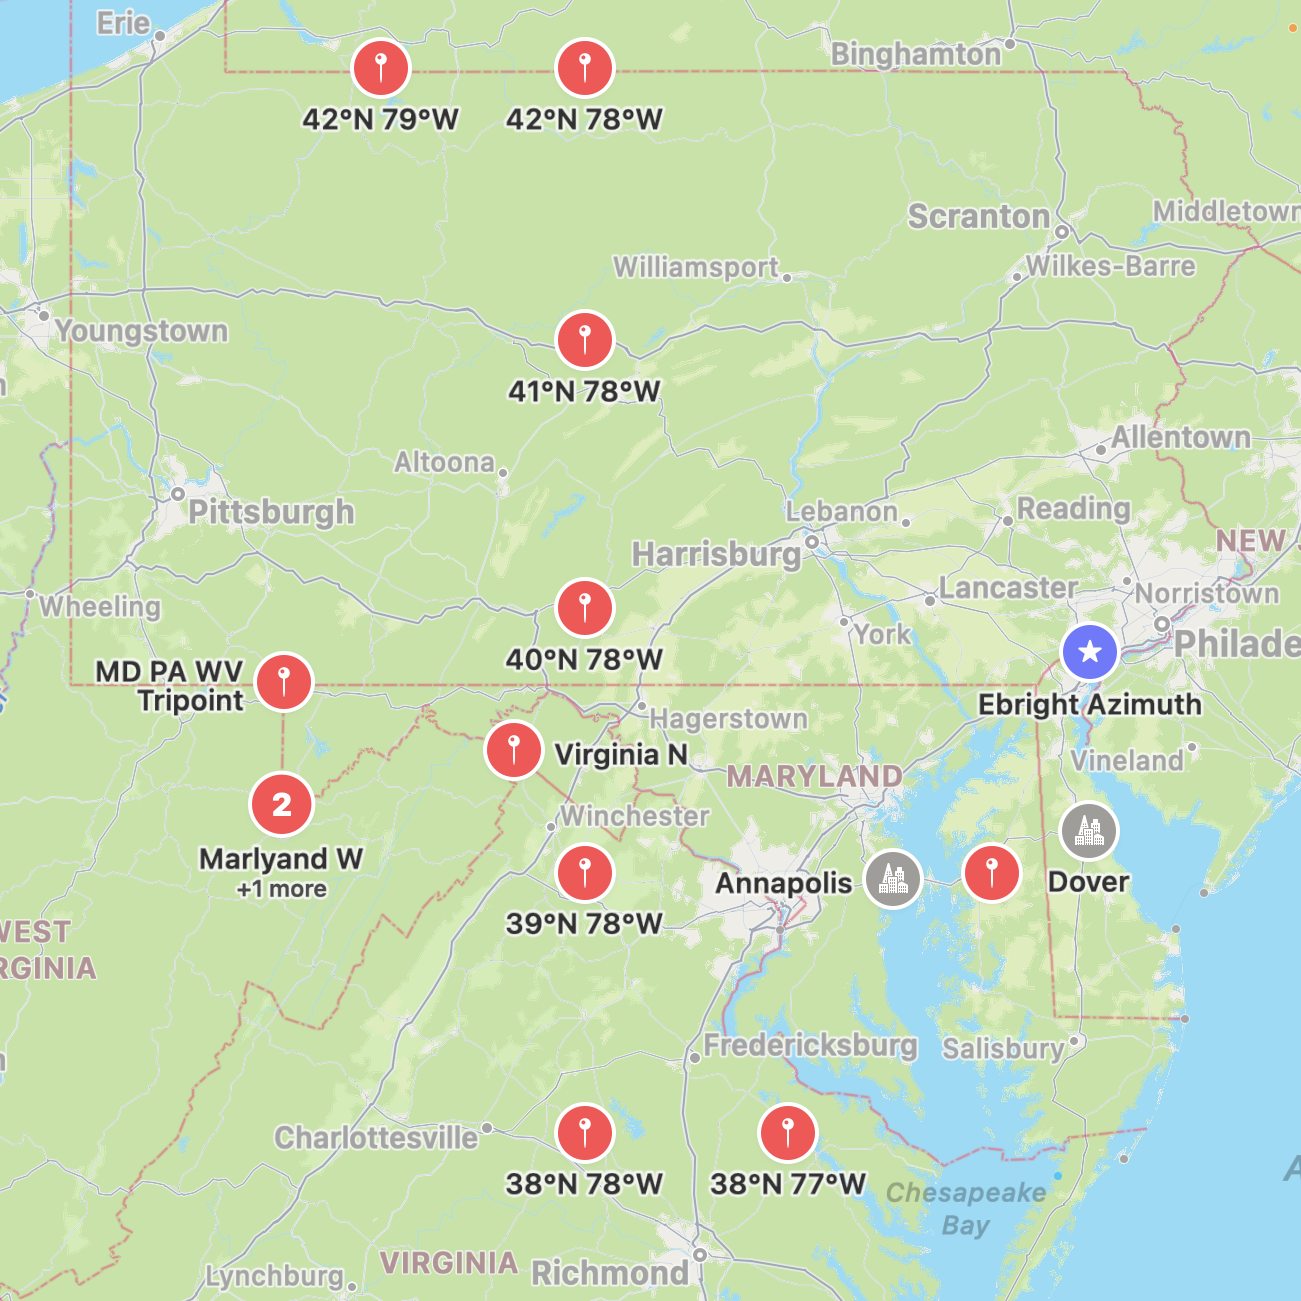 Erie
Binghamton
42°N 79°W
42°N 78°W
Scranton
Middletown
Williamsport
Wilkes-Barre
Youngstown
41°N 78°W
Allentown
Altoona
Pittsburgh
Lebanon
Reading
NEW
Harrisburg
Lancaster
Norristown
Wheeling
York
Philade
40°N 78°W
MD PA WV
Tripoint
Ebright Azimuth
Hagerstown
Virginia N
Vineland
MARYLAND
2
Winchester
Marlyand W
+1 more
Annapolis
Dover
39°N 78°W
WEST
RGINIA
Fredericksburg
Salisbury
Charlottesville
38°N 78°W
38°N 77°W
Chesapeake
Bay
VIRGINIA
Richmond
Lynchburg